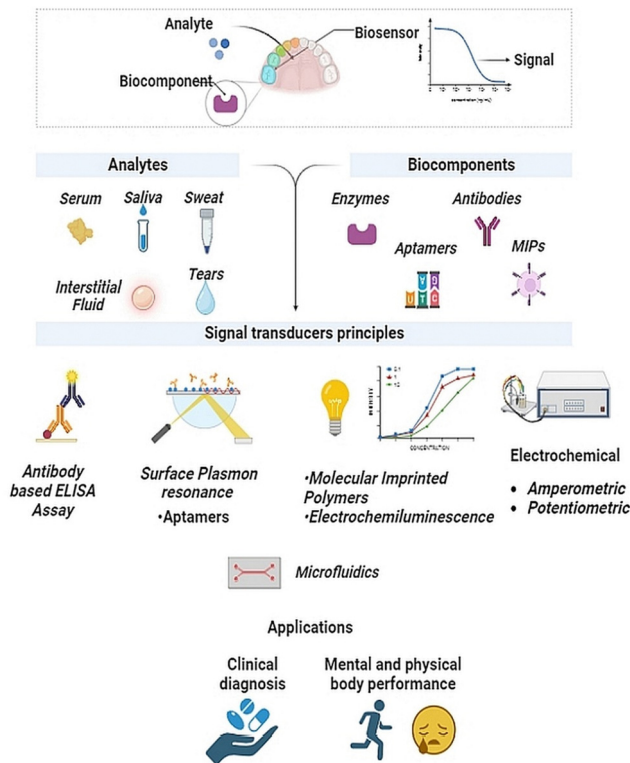 Analyte
Biosensor
Signal
Biocomponent
Analytes
Biocomponents
Serum
Saliva
Sweat
Enzymes
Antibodies
Aptamers
MIPs
Interstitial
Fluid
Tears
Signal transducers principles
CONCENTRATION
Antibody
based ELISA
Assay
Surface Plasmon
resonance
•Aptamers
•Molecular Imprinted
Polymers
•Electrochemiluminescence
Electrochemical
• Amperometric
• Potentiometric
Microfluidics
Applications
Clinical
diagnosis
Mental and physical
body performance